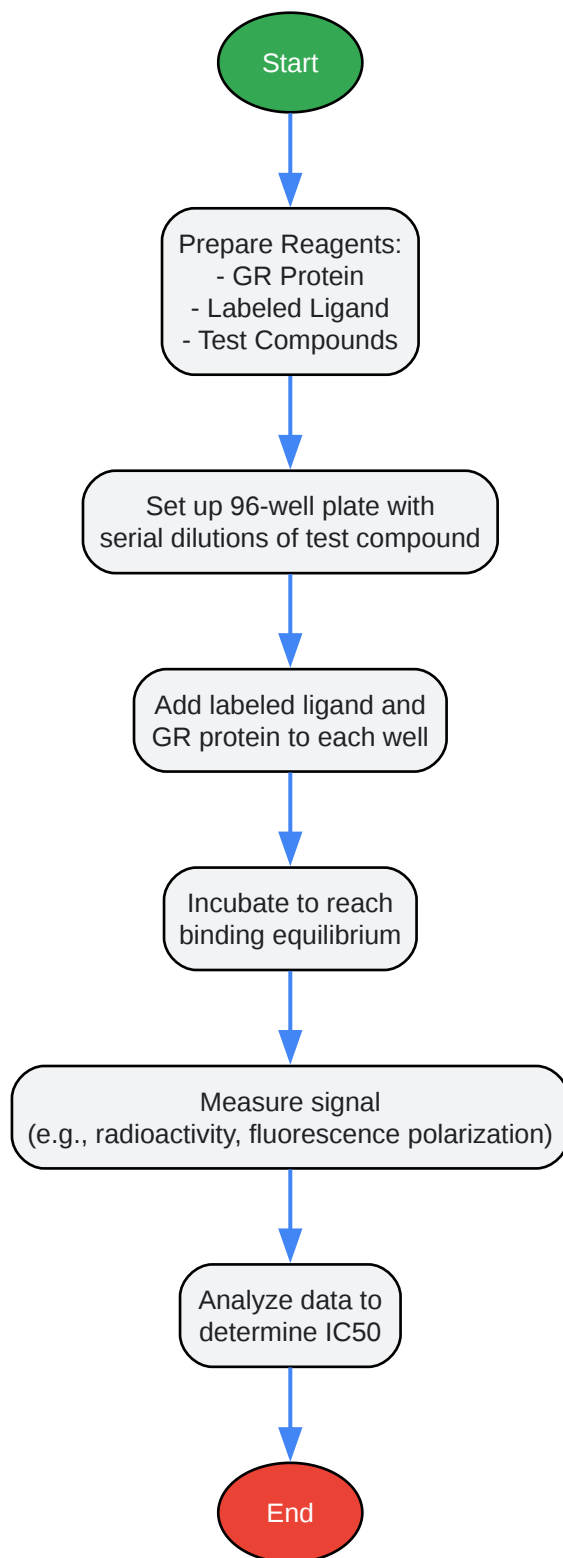 Start
Prepare Reagents:
- GR Protein
- Labeled Ligand
- Test Compounds
Set up 96-well plate with
serial dilutions of test compound
Add labeled ligand and
GR protein to each well
Incubate to reach
binding equilibrium
Measure signal
(e.g., radioactivity, fluorescence polarization)
Analyze data to
determine IC50
End